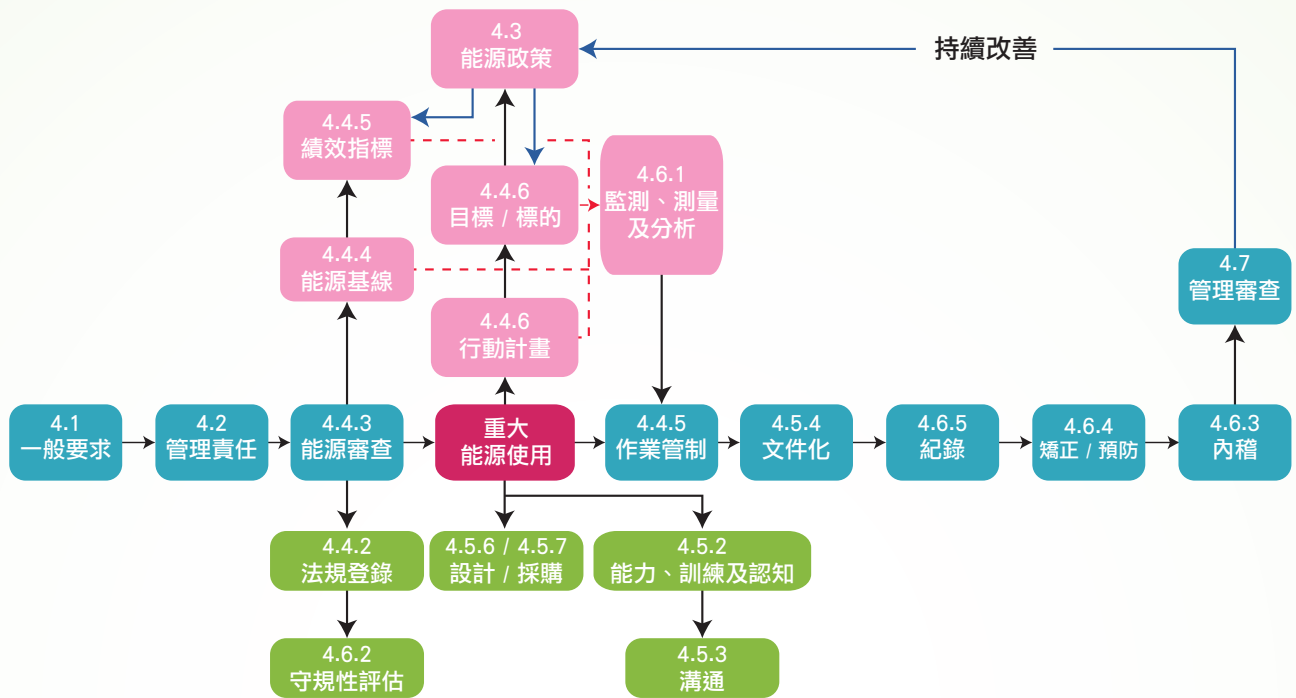 4.3
能源政策
持續改善
4.4.5
績效指標
4.4.6
目標 / 標的
4.6.1
監測、測量
及分析
4.4.4
能源基線
4.7
管理審查
4.4.6
行動計畫
4.1
一般要求
4.2
管理責任
4.4.3
能源審查
重大
能源使用
4.4.5
作業管制
4.5.4
文件化
4.6.5
紀錄
4.6.4
矯正 / 預防
4.6.3
內稽
4.4.2
法規登錄
4.5.6 / 4.5.7
設計 / 採購
4.5.2
能力、訓練及認知
4.6.2
守規性評估
4.5.3
溝通